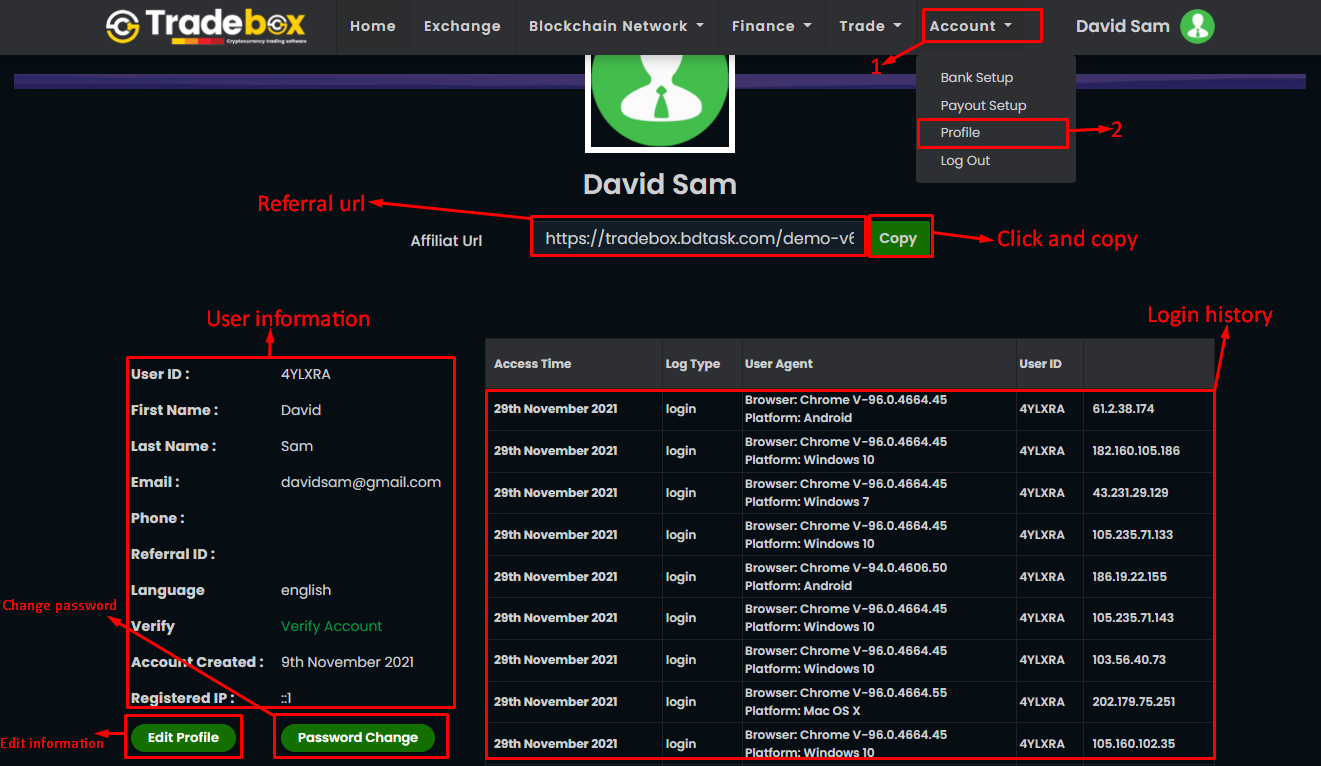 Tradebox
Cryptocurrency trading software
Home
Exchange
Blockchain Network
Finance
Trade
Account
David Sam
1
Bank Setup
Payout Setup
Profile
2
Log Out
David Sam
Referral url
Affiliat Url
https://tradebox.bdtask.com/demo-v6
Copy
Click and copy
User information
Login history
User ID : 4YLXRA
First Name : David
Last Name : Sam
Email : davidsam@gmail.com
Phone :
Referral ID :
Language english
Verify Verify Account
Account Created : 9th November 2021
Registered IP : ::1
Change password
Edit information
Edit Profile
Password Change
Access Time Log Type User Agent User ID
29th November 2021 login Browser: Chrome V-96.0.4664.45 4YLXRA 61.2.38.174
Platform: Android
29th November 2021 login Browser: Chrome V-96.0.4664.45 4YLXRA 182.160.105.186
Platform: Windows 10
29th November 2021 login Browser: Chrome V-96.0.4664.45 4YLXRA 43.231.29.129
Platform: Windows 7
29th November 2021 login Browser: Chrome V-96.0.4664.45 4YLXRA 105.235.71.133
Platform: Windows 10
29th November 2021 login Browser: Chrome V-94.0.4606.50 4YLXRA 186.19.22.155
Platform: Android
29th November 2021 login Browser: Chrome V-96.0.4664.45 4YLXRA 105.235.71.143
Platform: Windows 10
29th November 2021 login Browser: Chrome V-96.0.4664.45 4YLXRA 103.56.40.73
Platform: Windows 10
29th November 2021 login Browser: Chrome V-96.0.4664.55 4YLXRA 202.179.75.251
Platform: Mac OS X
29th November 2021 login Browser: Chrome V-96.0.4664.45 4YLXRA 105.160.102.35
Platform: Windows 10